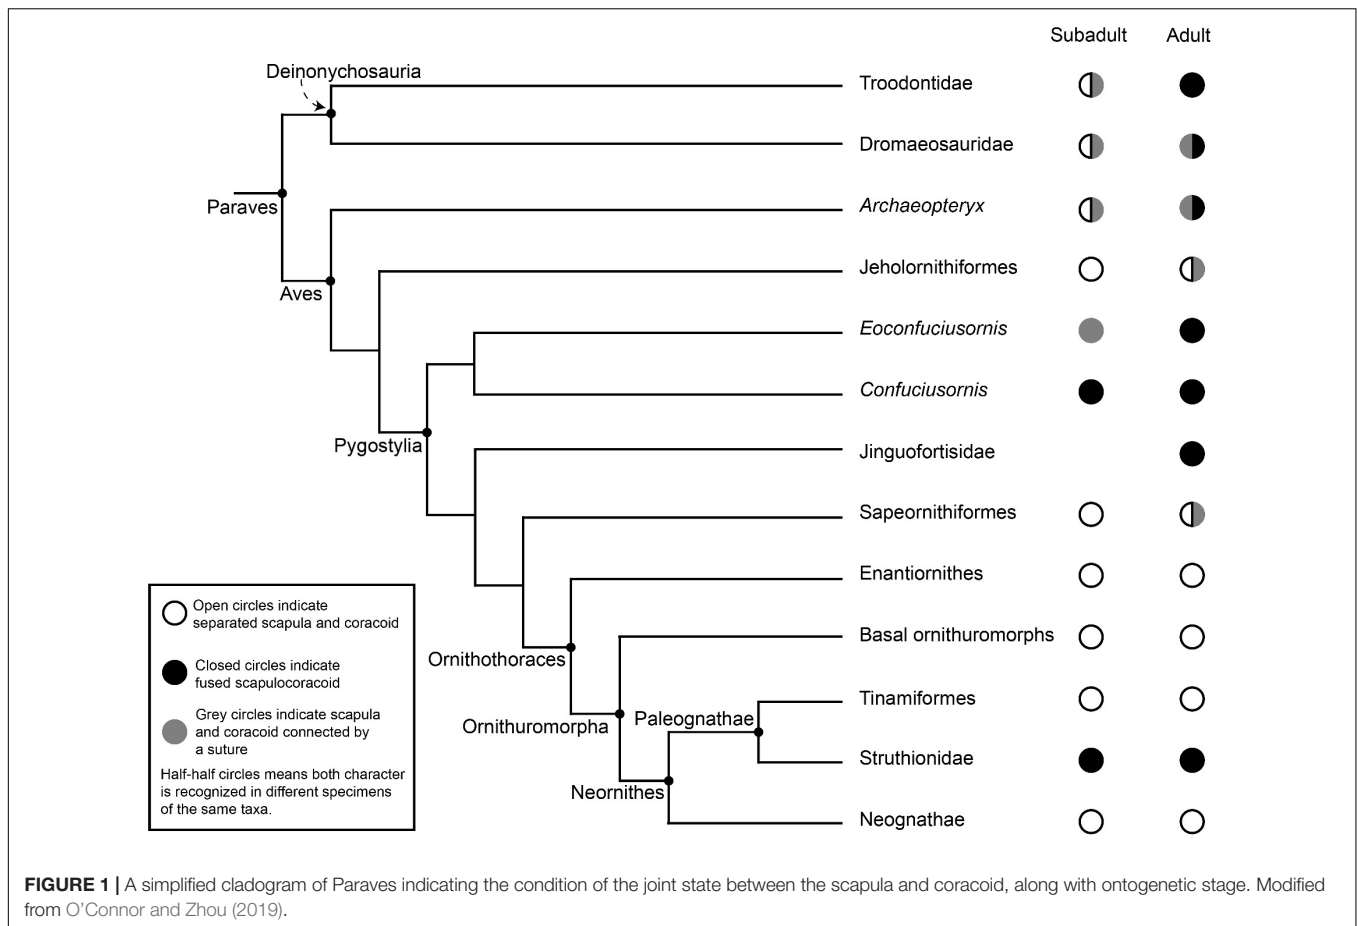 Subadult Adult
Deinonychosauria
Troodontidae
Dromaeosauridae
Paraves
Archaeopteryx
Jeholornithiformes
Aves
Eoconfuciusornis
Confuciusornis
Pygostylia
Jinguofortisidae
Sapeornithiformes
Enantiornithes
Basal ornithuromorphs
Ornithothoraces
Tinamiformes
Paleognathae
Ornithuromorpha
Struthionidae
Neornithes
Neognathae
Open circles indicate
separated scapula and coracoid
Closed circles indicate
fused scapulocoracoid
Grey circles indicate scapula
and coracoid connected by
a suture
Half-half circles means both character
is recognized in different specimens
of the same taxa.
FIGURE 1 | A simplified cladogram of Paraves indicating the condition of the joint state between the scapula and coracoid, along with ontogenetic stage. Modified
from O’Connor and Zhou (2019).